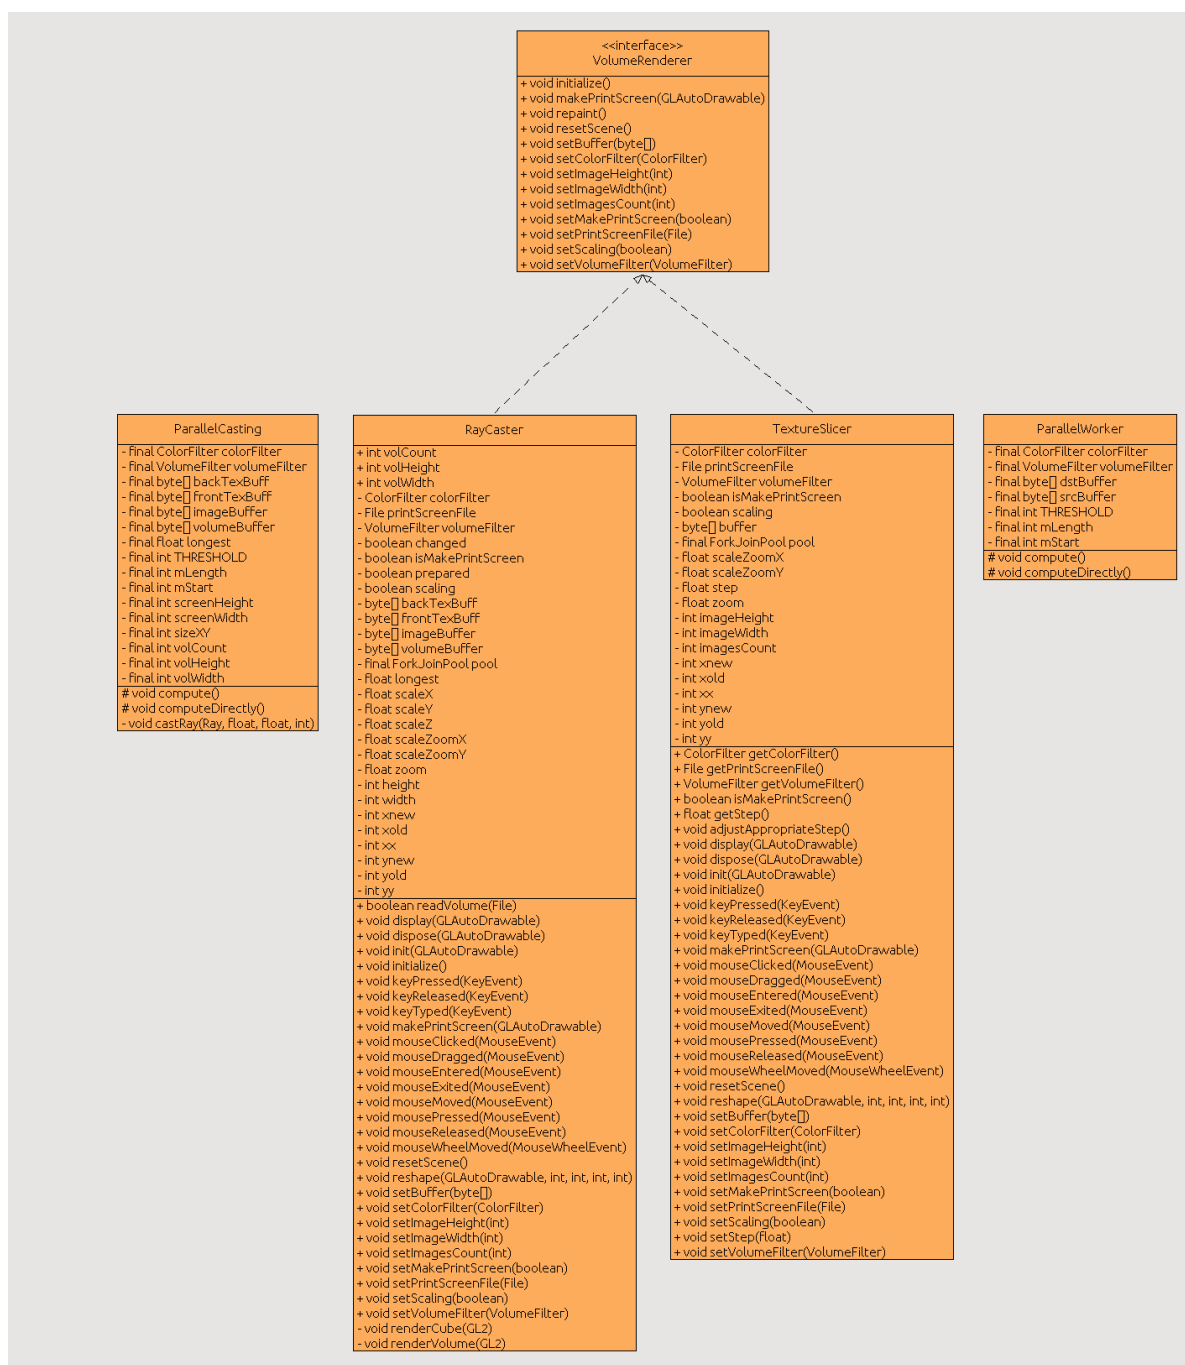 <<interface>>
VolumeRenderer
+ void initialize()
+ void makePrintScreen(GLAutoDrawable)
+ void repaint()
+ void resetScene()
+ void setBuffer(byte[])
+ void setColorFilter(ColorFilter)
+ void setImageHeight(int)
+ void setImageWidth(int)
+ void setImagesCount(int)
+ void setMakePrintScreen(boolean)
+ void setPrintScreenFile(File)
+ void setScaling(boolean)
+ void setVolumeFilter(VolumeFilter)
ParallelCasting
- final ColorFilter colorFilter
- final VolumeFilter volumeFilter
- final byte[] backTexBuff
- final byte[] frontTexBuff
- final byte[] imageBuffer
- final byte[] volumeBuffer
- final float longest
- final int THRESHOLD
- final int mLength
- final int mStart
- final int screenHeight
- final int screenWidth
- final int sizeXY
- final int volCount
- final int volHeight
- final int volWidth
# void compute()
# void computeDirectly()
- void castRay(Ray, float, float, int)
RayCaster
+ int volCount
+ int volHeight
+ int volWidth
- ColorFilter colorFilter
- File printScreenFile
- VolumeFilter volumeFilter
- boolean changed
- boolean isMakePrintScreen
- boolean prepared
- boolean scaling
- byte[] backTexBuff
- byte[] frontTexBuff
- byte[] imageBuffer
- byte[] volumeBuffer
- final ForkJoinPool pool
- float longest
- float scaleX
- float scaleY
- float scaleZ
- float scaleZoomX
- float scaleZoomY
- float zoom
- int height
- int width
- int xnew
- int xold
- int xx
- int ynew
- int yold
- int yy
+ boolean readVolume(File)
+ void display(GLAutoDrawable)
+ void dispose(GLAutoDrawable)
+ void init(GLAutoDrawable)
+ void initialize()
+ void keyPressed(KeyEvent)
+ void keyReleased(KeyEvent)
+ void keyTyped(KeyEvent)
+ void makePrintScreen(GLAutoDrawable)
+ void mouseClicked(MouseEvent)
+ void mouseDragged(MouseEvent)
+ void mouseEntered(MouseEvent)
+ void mouseExited(MouseEvent)
+ void mouseMoved(MouseEvent)
+ void mousePressed(MouseEvent)
+ void mouseReleased(MouseEvent)
+ void mouseWheelMoved(MouseWheelEvent)
+ void resetScene()
+ void reshape(GLAutoDrawable, int, int, int, int)
+ void setBuffer(byte[])
+ void setColorFilter(ColorFilter)
+ void setImageHeight(int)
+ void setImageWidth(int)
+ void setImagesCount(int)
+ void setMakePrintScreen(boolean)
+ void setPrintScreenFile(File)
+ void setScaling(boolean)
+ void setVolumeFilter(VolumeFilter)
- void renderCube(GL2)
- void renderVolume(GL2)
TextureSlicer
- ColorFilter colorFilter
- File printScreenFile
- VolumeFilter volumeFilter
- boolean isMakePrintScreen
- boolean scaling
- byte[] buffer
- final ForkJoinPool pool
- float scaleZoomX
- float scaleZoomY
- float step
- float zoom
- int imageHeight
- int imageWidth
- int imagesCount
- int xnew
- int xold
- int xx
- int ynew
- int yold
- int yy
+ ColorFilter getColorFilter()
+ File getPrintScreenFile()
+ VolumeFilter getVolumeFilter()
+ boolean isMakePrintScreen()
+ float getStep()
+ void adjustAppropriateStep()
+ void display(GLAutoDrawable)
+ void dispose(GLAutoDrawable)
+ void init(GLAutoDrawable)
+ void initialize()
+ void keyPressed(KeyEvent)
+ void keyReleased(KeyEvent)
+ void keyTyped(KeyEvent)
+ void makePrintScreen(GLAutoDrawable)
+ void mouseClicked(MouseEvent)
+ void mouseDragged(MouseEvent)
+ void mouseEntered(MouseEvent)
+ void mouseExited(MouseEvent)
+ void mouseMoved(MouseEvent)
+ void mousePressed(MouseEvent)
+ void mouseReleased(MouseEvent)
+ void mouseWheelMoved(MouseWheelEvent)
+ void resetScene()
+ void reshape(GLAutoDrawable, int, int, int, int)
+ void setBuffer(byte[])
+ void setColorFilter(ColorFilter)
+ void setImageHeight(int)
+ void setImageWidth(int)
+ void setImagesCount(int)
+ void setMakePrintScreen(boolean)
+ void setPrintScreenFile(File)
+ void setScaling(boolean)
+ void setStep(float)
+ void setVolumeFilter(VolumeFilter)
ParallelWorker
- final ColorFilter colorFilter
- final VolumeFilter volumeFilter
- final byte[] dstBuffer
- final byte[] srcBuffer
- final int THRESHOLD
- final int mLength
- final int mStart
# void compute()
# void computeDirectly()